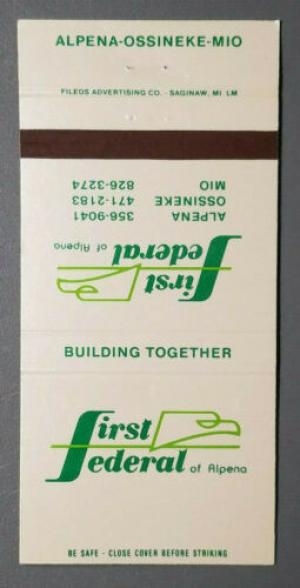 ALPENA-OSSINEKE-MIO
FILEDS ADVERTISING CO. - SAGINAW, MI LM
First
Federal of Alpena
ALPENA 356-9041
OSSINEKE 471-2183
MIO 826-3274
BUILDING TOGETHER
First
Federal of Alpena
BE SAFE - CLOSE COVER BEFORE STRIKING